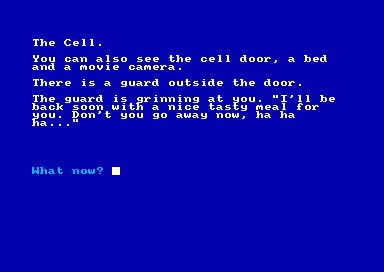 The Cell.
You can also see the cell door, a bed
and a movie camera.
There is a guard outside the door.
The guard is grinning at you. "I'll be
back soon with a nice tasty meal for
you. Don't you go away now, ha ha
ha..."
What now?